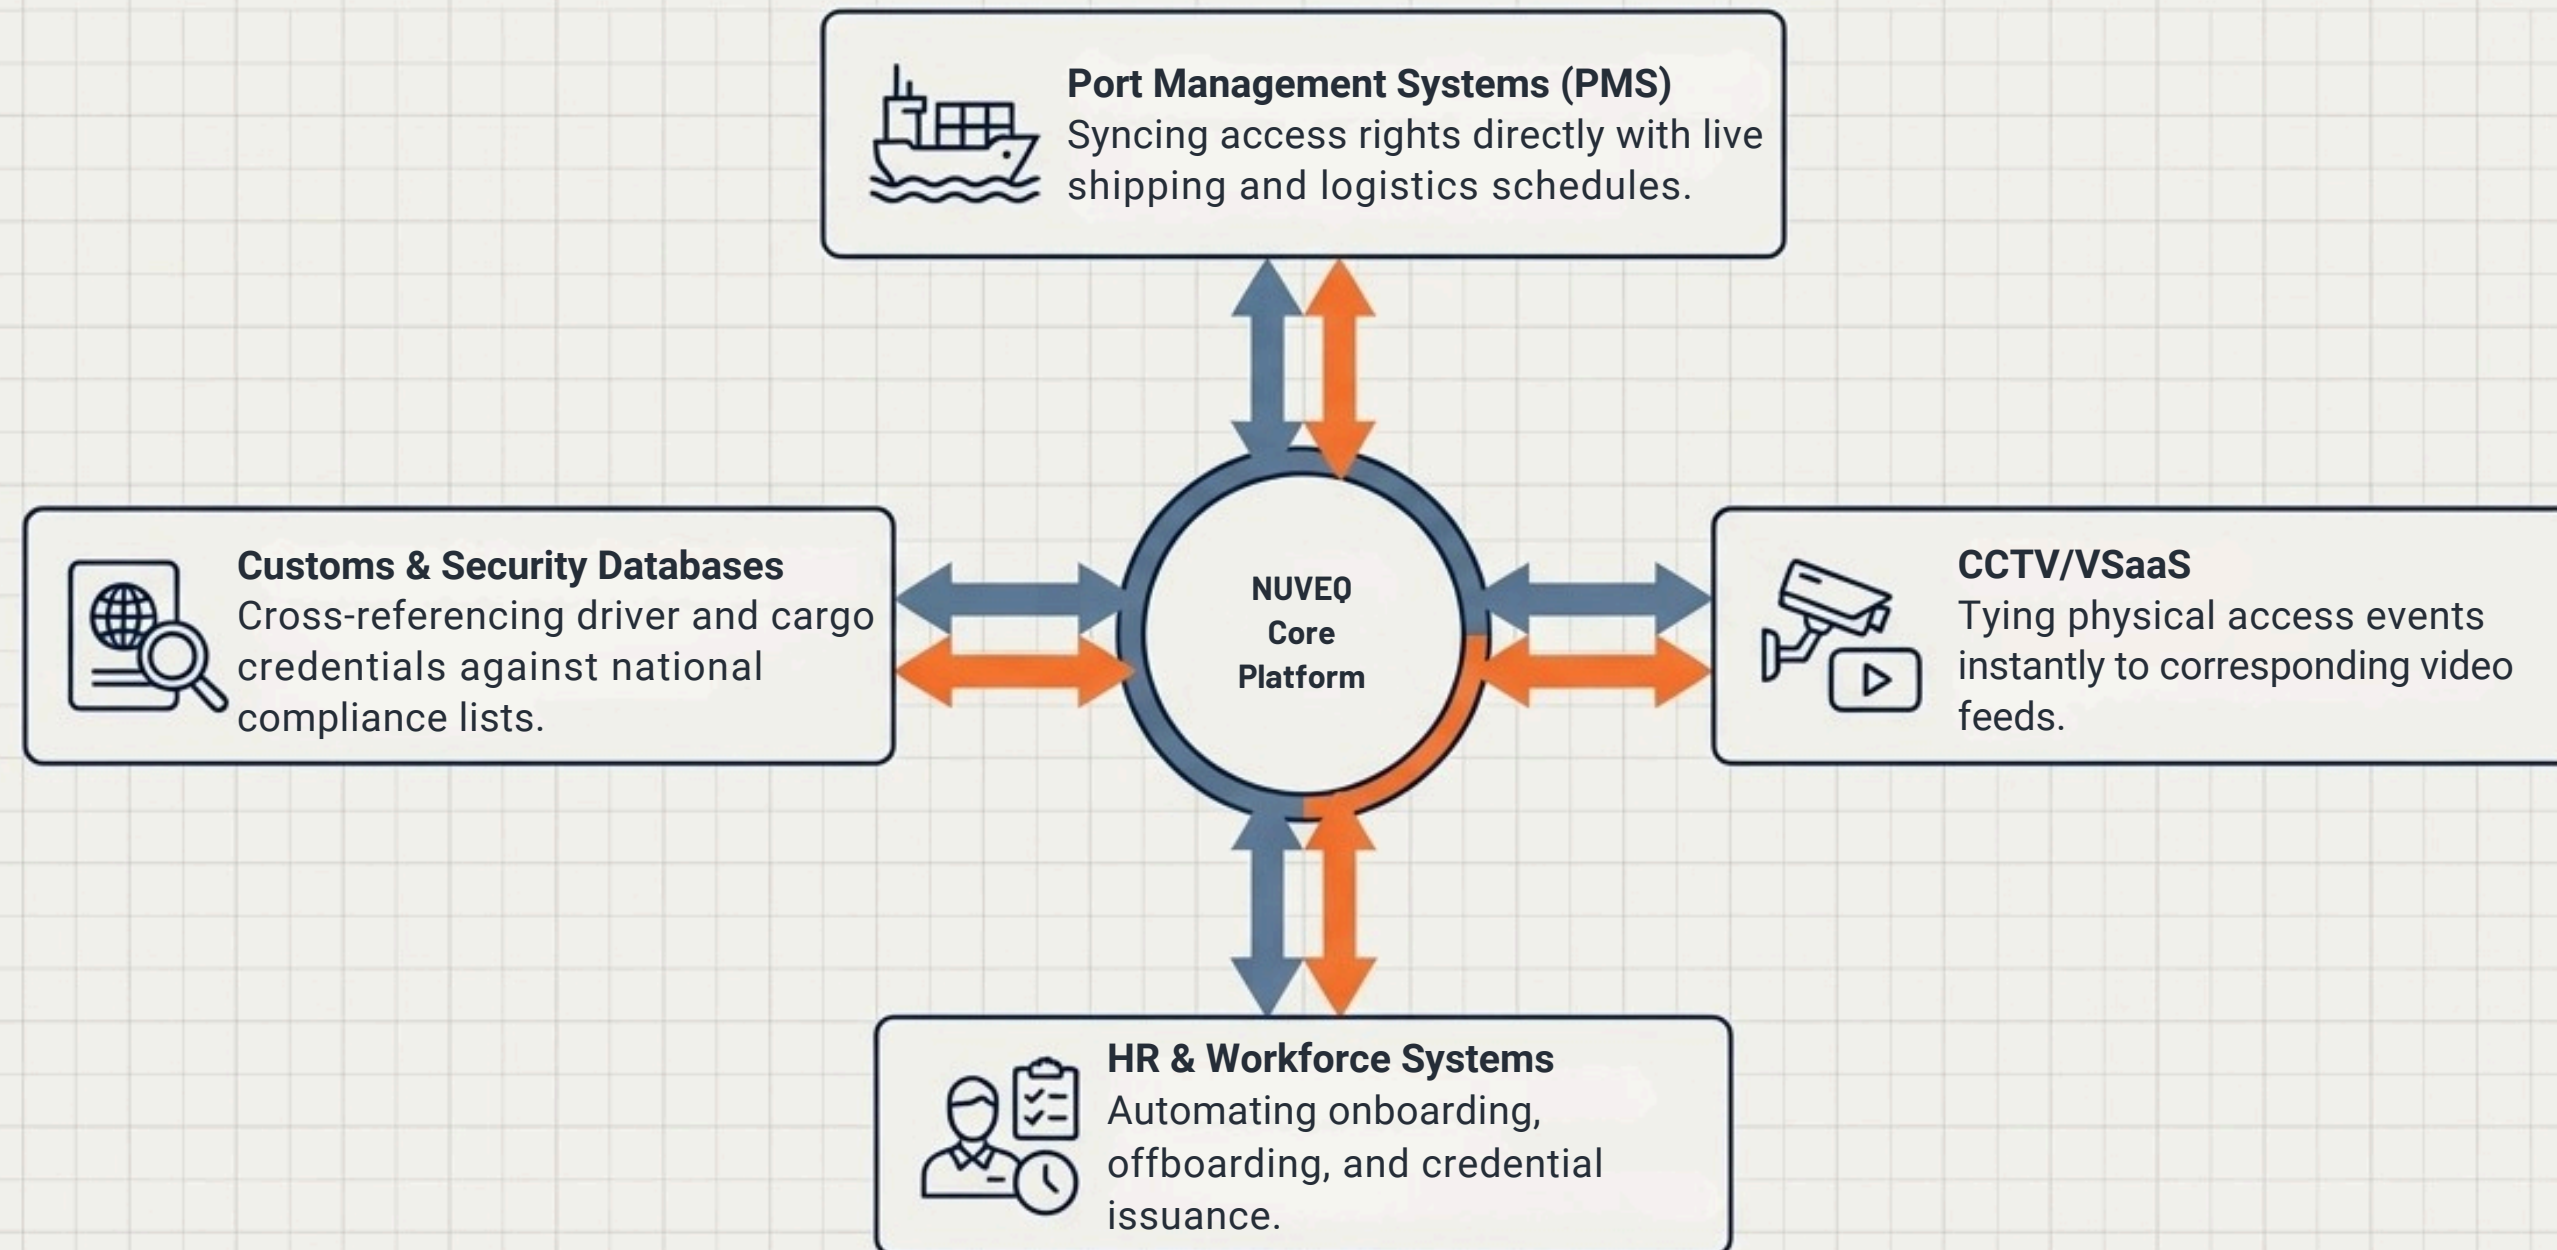 Port Management Systems (PMS)
Syncing access rights directly with live
shipping and logistics schedules.
Customs & Security Databases
Cross-referencing driver and cargo
credentials against national
compliance lists.
NUVEQ
Core
Platform
CCTV/VSaaS
Tying physical access events
instantly to corresponding video
feeds.
HR & Workforce Systems
Automating onboarding,
offboarding, and credential
issuance.